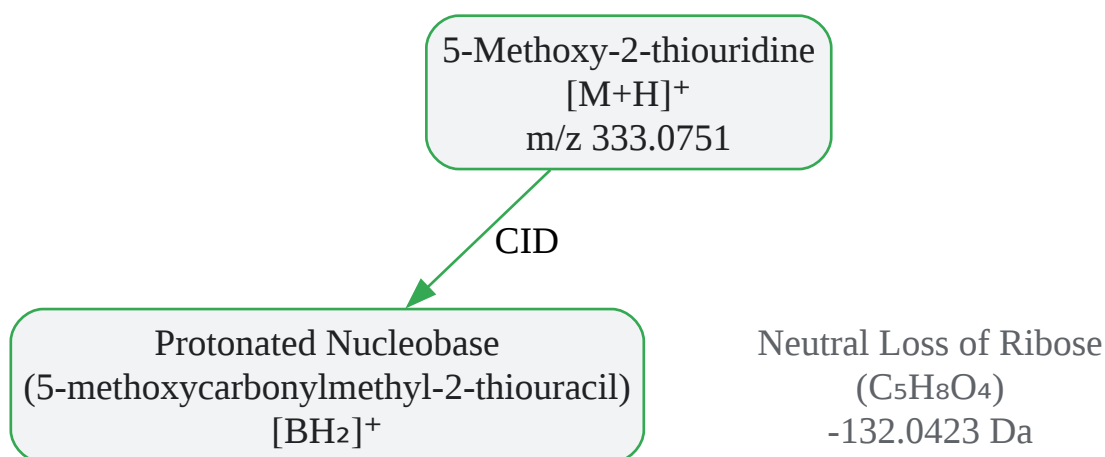 5-Methoxy-2-thiouridine
[M+H]⁺
m/z 333.0751
CID
Protonated Nucleobase
(5-methoxycarbonylmethyl-2-thiouracil)
[BH₂]⁺
Neutral Loss of Ribose
(C₅H₈O₄)
-132.0423 Da